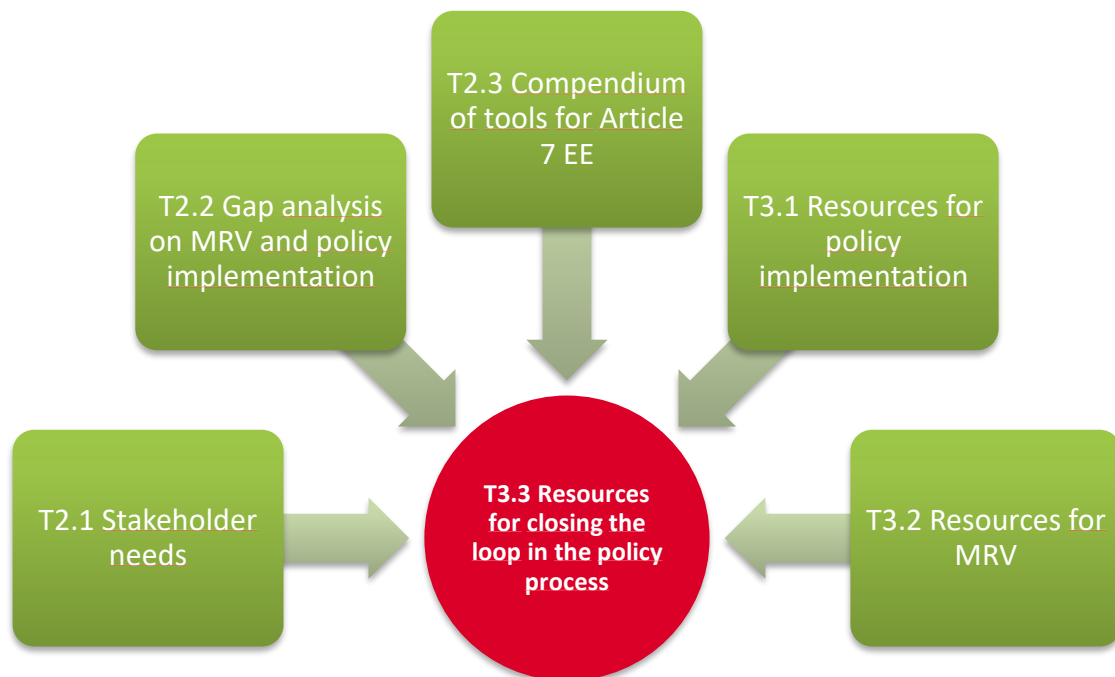 T2.3 Compendium
of tools for Article
7 EE
T2.2 Gap analysis
on MRV and policy
implementation
T3.1 Resources for
policy
implementation
T2.1 Stakeholder
needs
T3.3 Resources
for closing the
loop in the policy
process
T3.2 Resources for
MRV